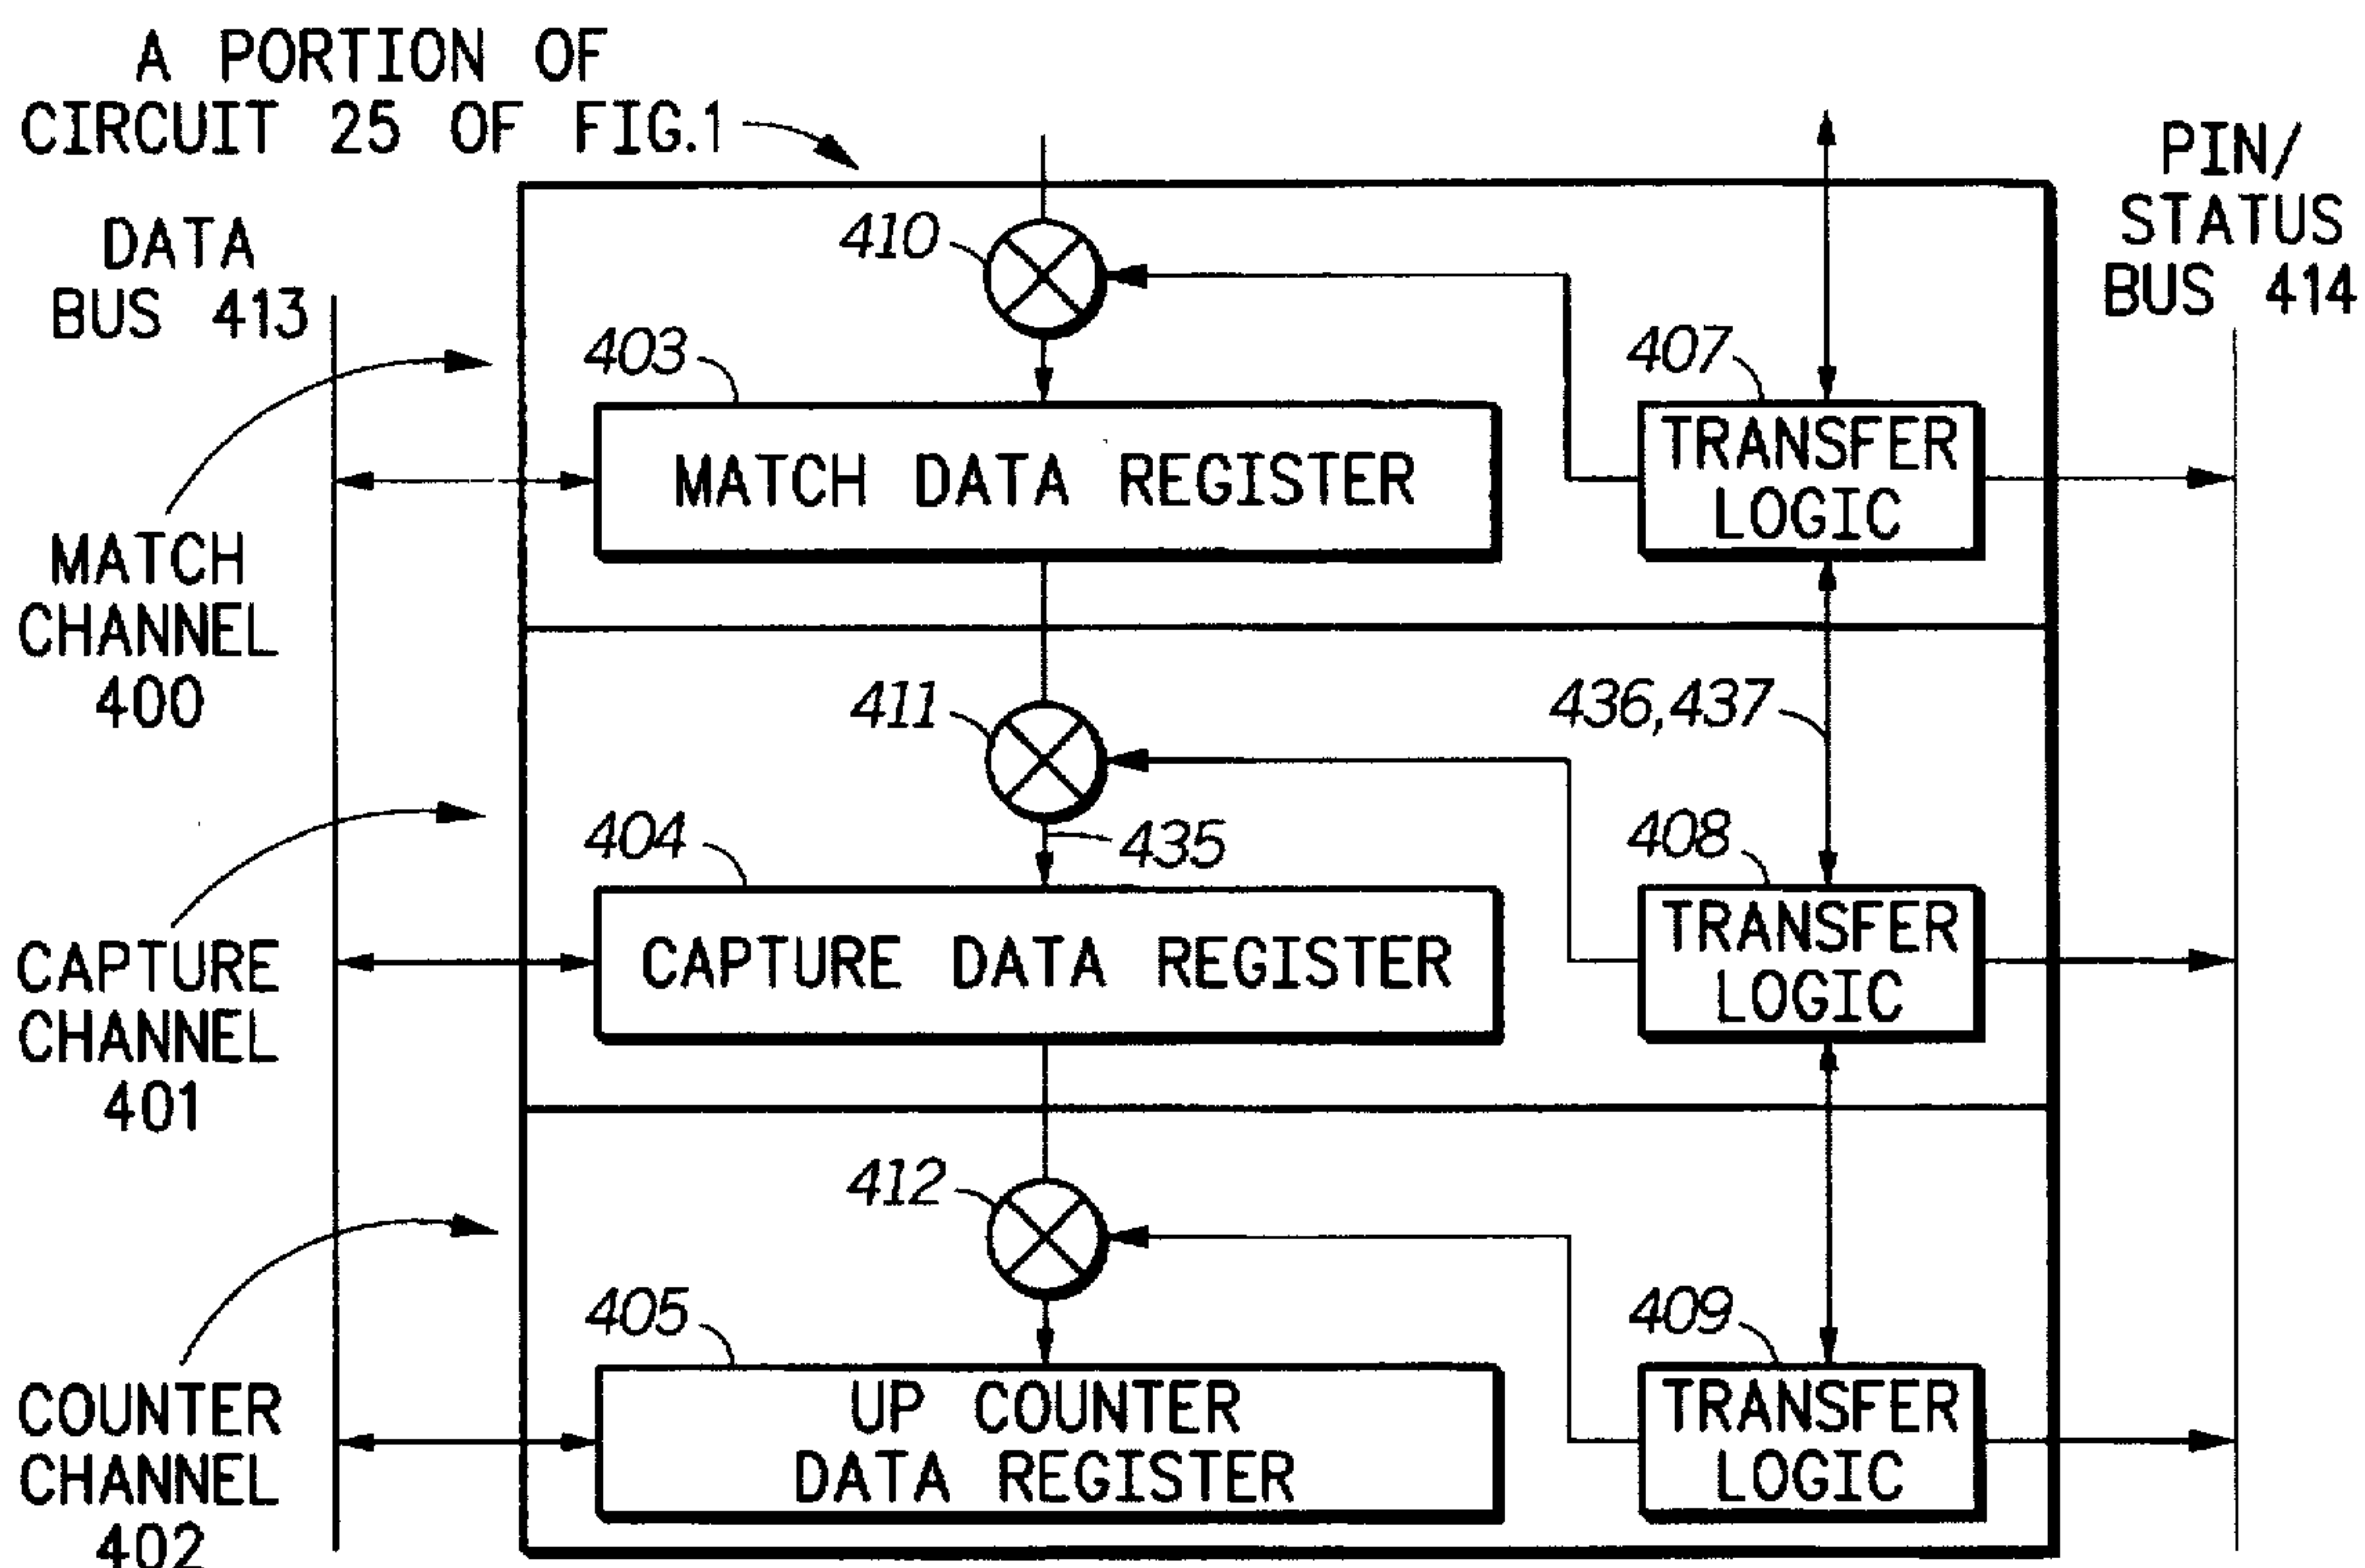 A PORTION OF
CIRCUIT 25 OF FIG.1
DATA
BUS 413
PIN/
STATUS
BUS 414
410
403
407
MATCH DATA REGISTER
TRANSFER
LOGIC
MATCH
CHANNEL
400
411
436,437
404
435
408
CAPTURE DATA REGISTER
TRANSFER
LOGIC
CAPTURE
CHANNEL
401
412
405
409
UP COUNTER
DATA REGISTER
TRANSFER
LOGIC
COUNTER
CHANNEL
402